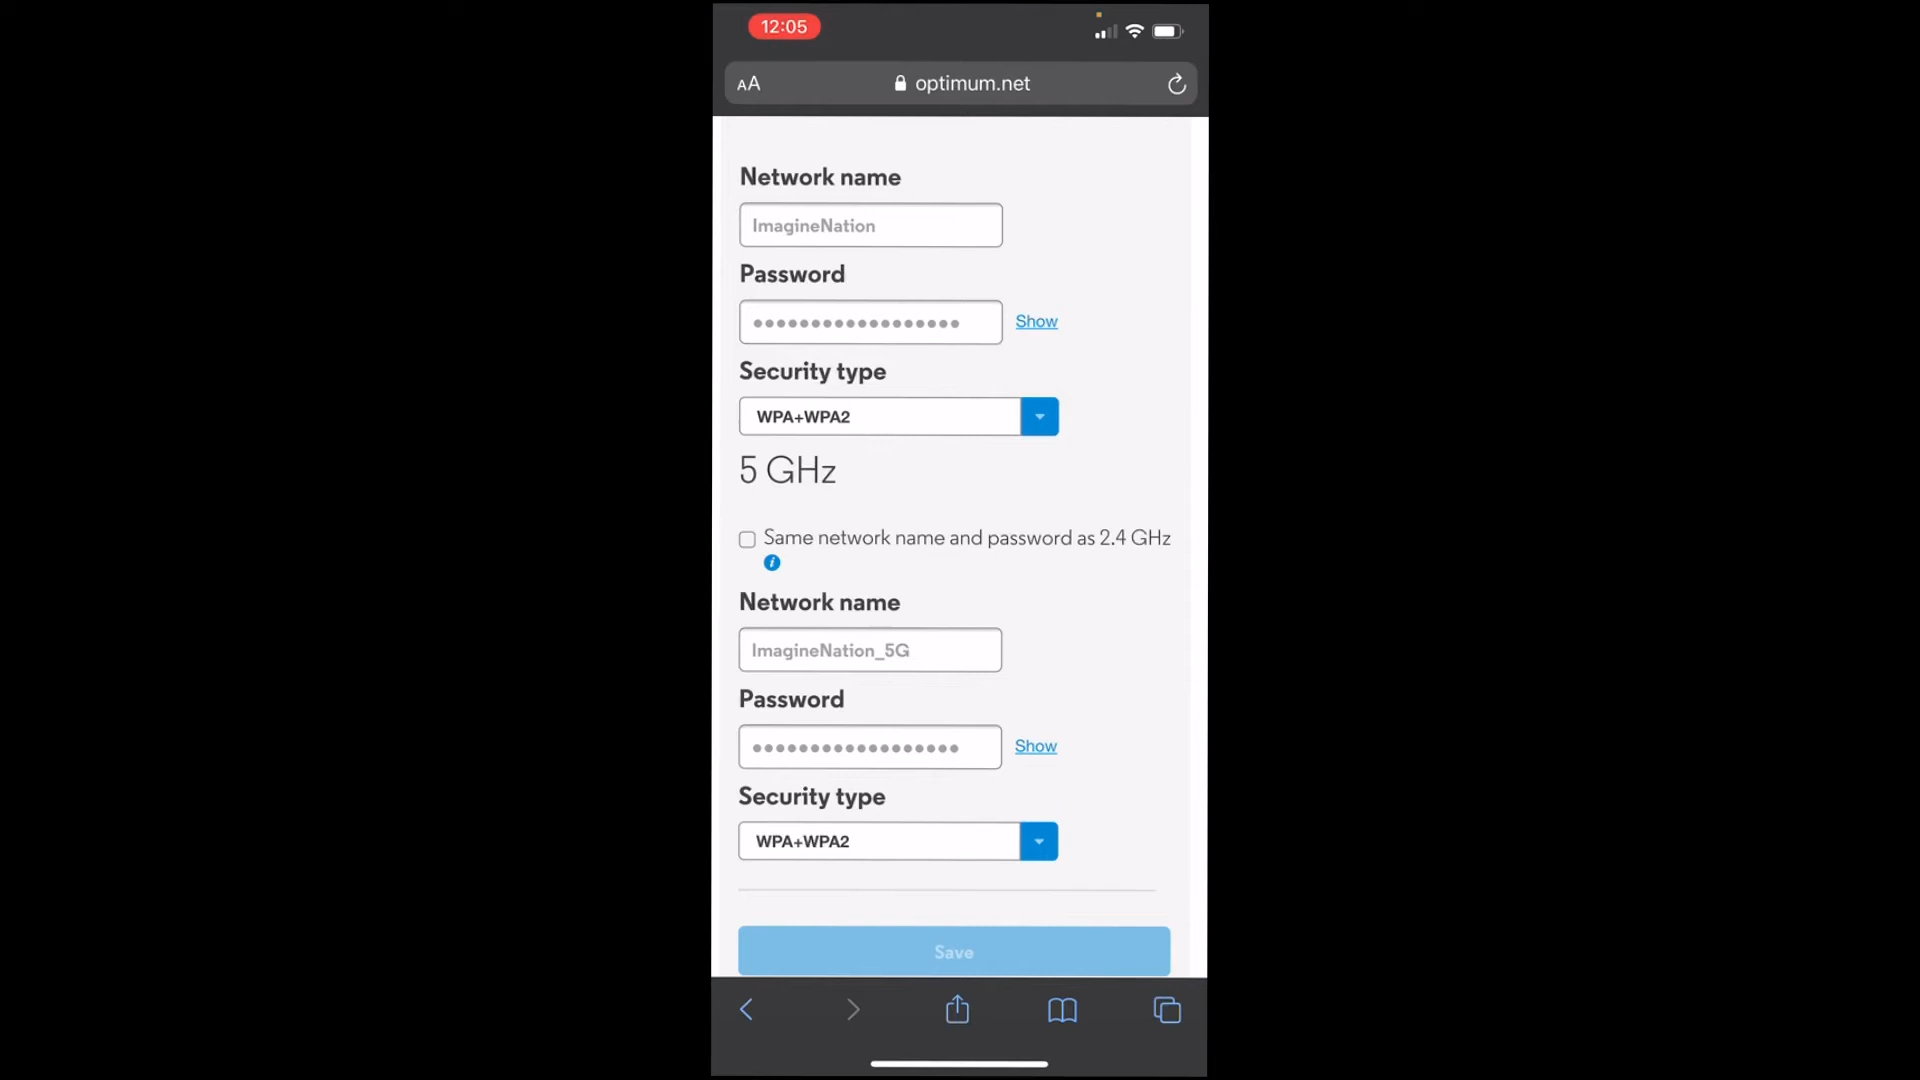 12:05
AA
optimum.net
Network name
ImagineNation
Password
Show
Security type
WPA+WPA2
5 GHz
Same network name and password as 2.4 GHz
i
Network name
ImagineNation_5G
Password
Show
Security type
WPA+WPA2
Save